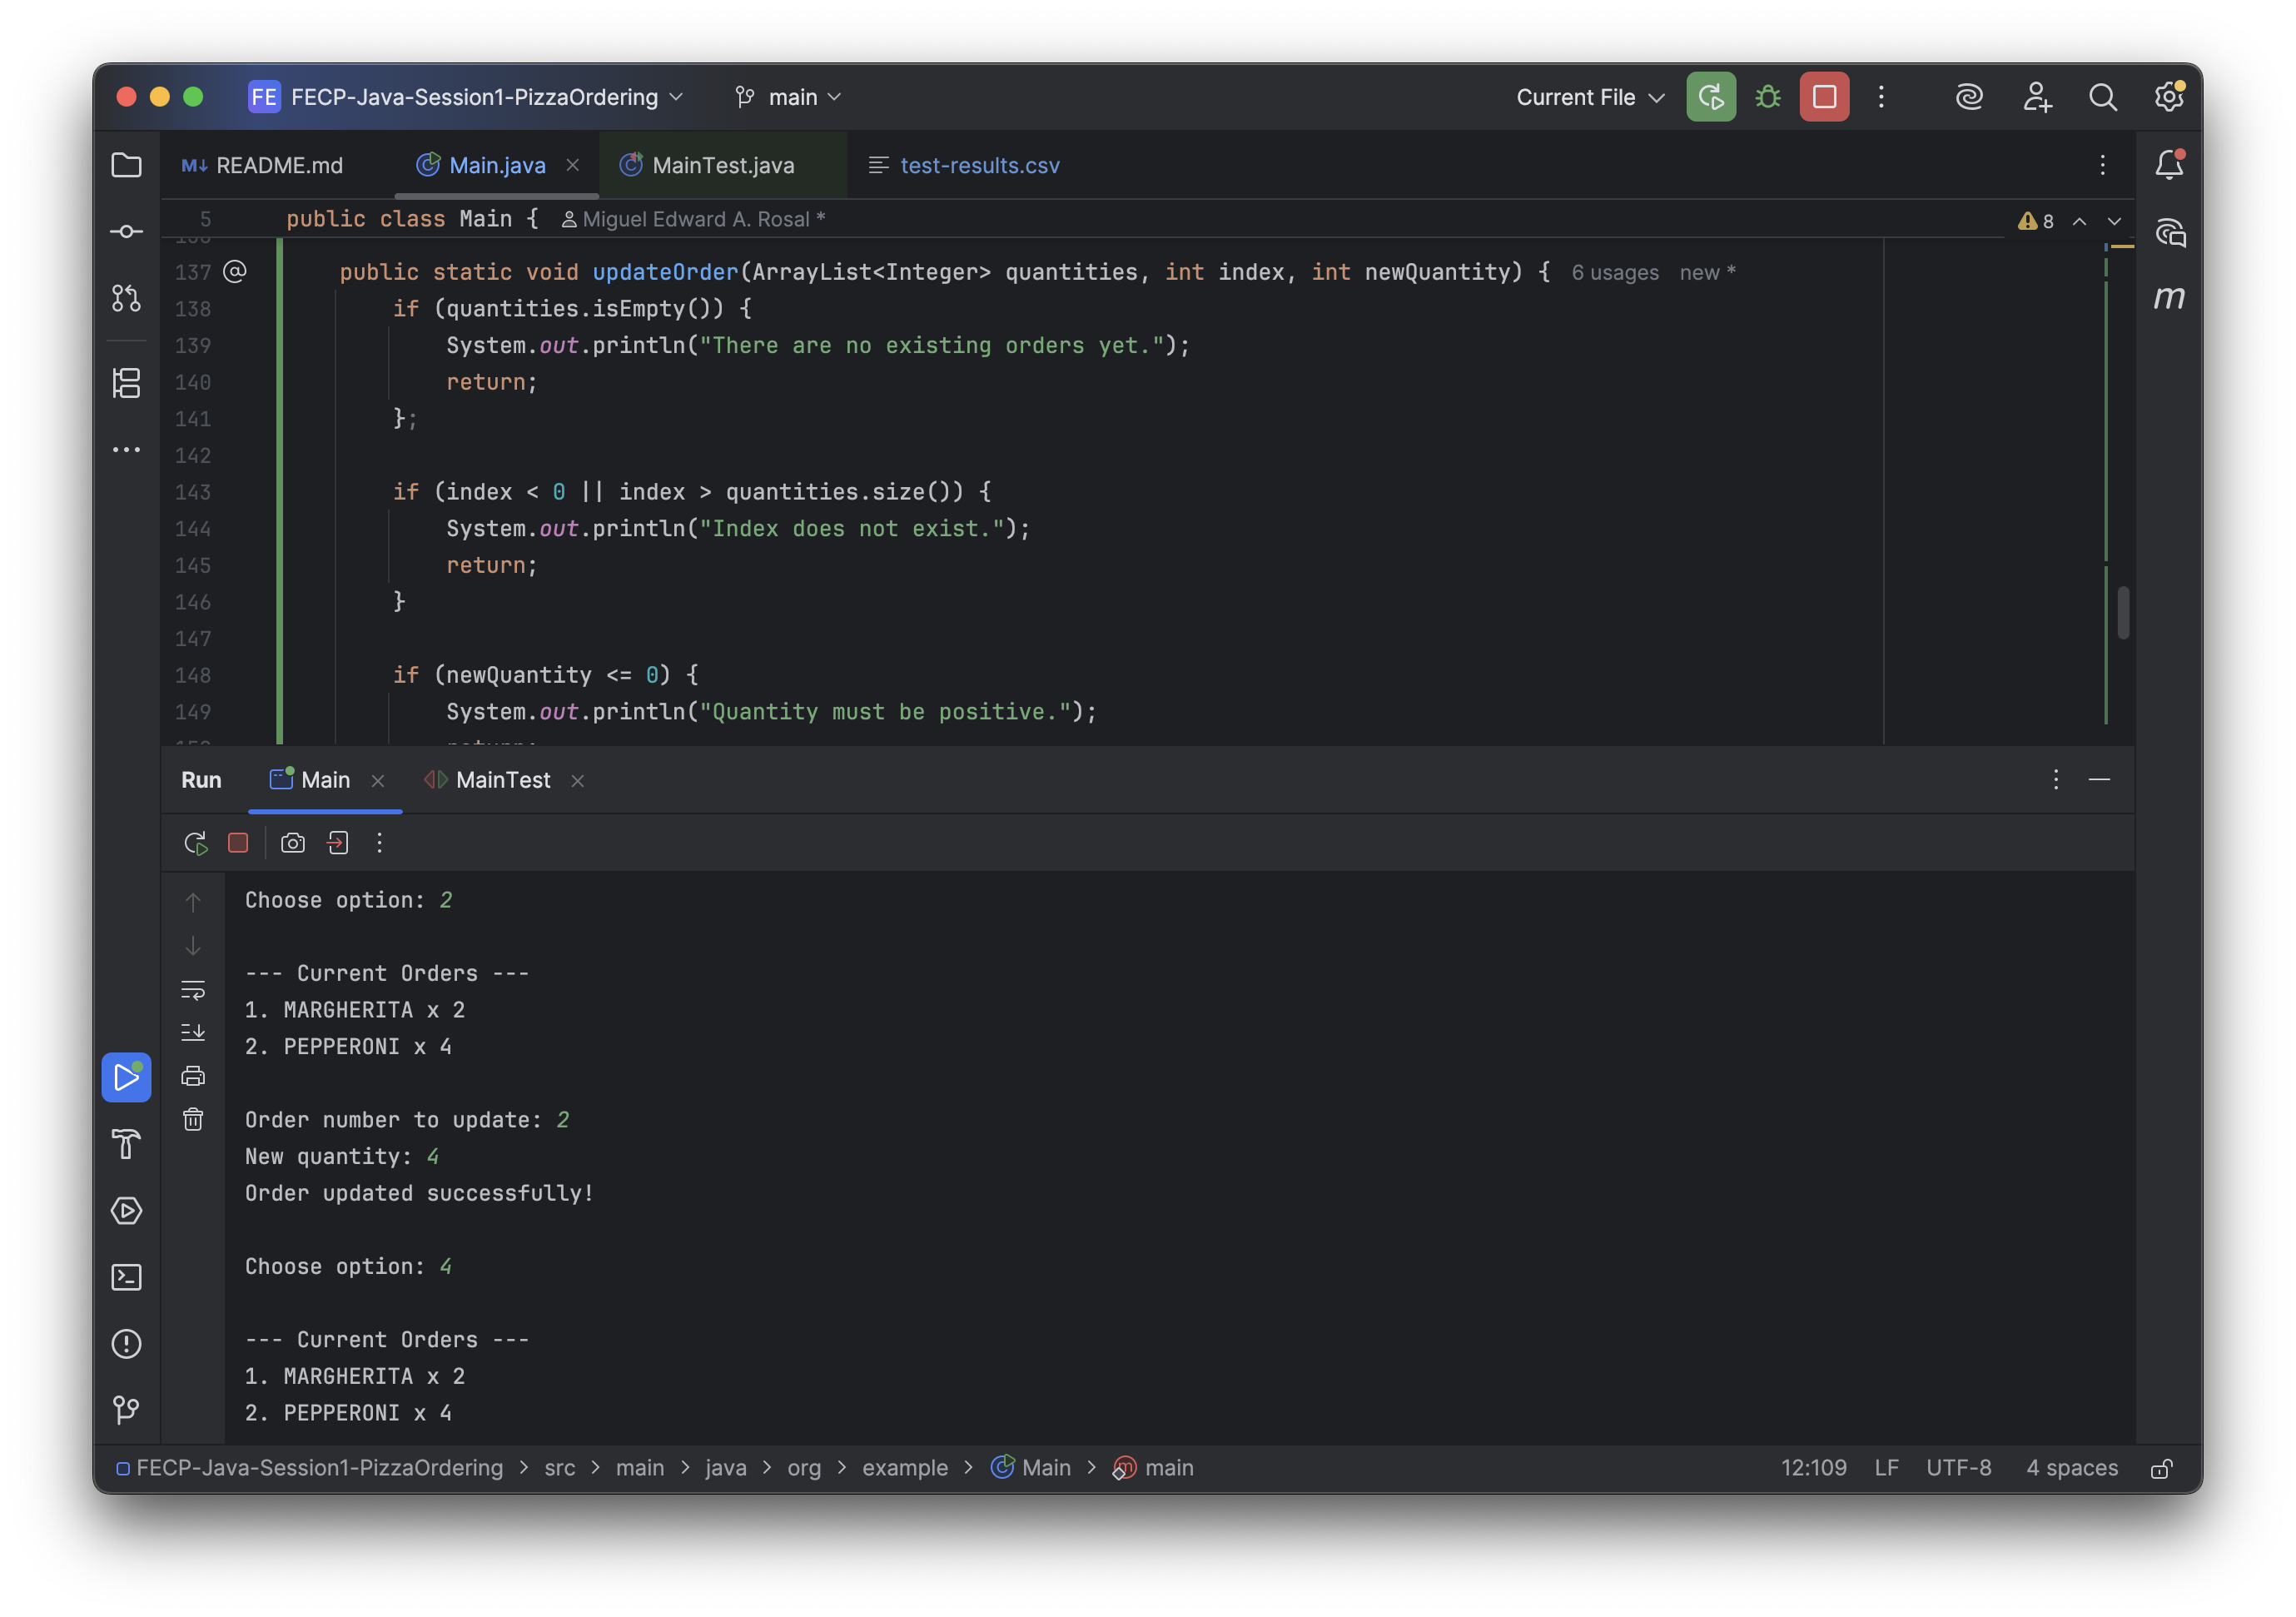 FE FECP-Java-Session1-PizzaOrdering main Current File
README.md Main.java MainTest.java test-results.csv
5 public class Main { Miguel Edward A. Rosal * 8
137 public static void updateOrder(ArrayList<Integer> quantities, int index, int newQuantity) { 6 usages new *
138 if (quantities.isEmpty()) {
139 System.out.println("There are no existing orders yet.");
140 return;
141 };
142
143 if (index < 0 || index > quantities.size()) {
144 System.out.println("Index does not exist.");
145 return;
146 }
147
148 if (newQuantity <= 0) {
149 System.out.println("Quantity must be positive.");
Run Main MainTest
Choose option: 2
--- Current Orders ---
1. MARGHERITA x 2
2. PEPPERONI x 4
Order number to update: 2
New quantity: 4
Order updated successfully!
Choose option: 4
--- Current Orders ---
1. MARGHERITA x 2
2. PEPPERONI x 4
FECP-Java-Session1-PizzaOrdering > src > main > java > org > example > Main > main 12:109 LF UTF-8 4 spaces